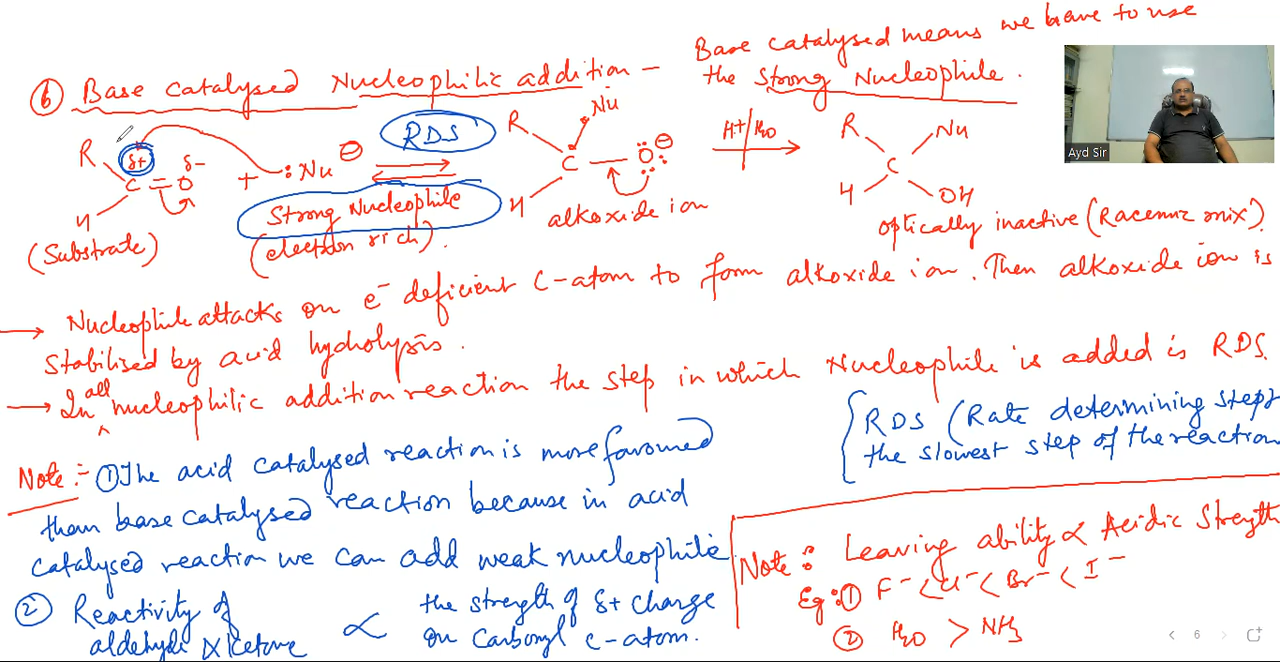 Base catalysed means we have to use
the strong Nucleophile.
⑥ Base catalysed Nucleophilic addition –
RDS
R
δ+
δ-
C = O
H
+ :Nu ⊖
(Substrate)
Strong Nucleophile
(electron rich).
R
Nu
C — O ⊖
H
alkoxide ion
H+/H2O
R
Nu
C
H
OH
optically inactive (Racemic mix).
Ayd Sir
→ Nucleophile attacks on e- deficient C-atom to form alkoxide ion. Then alkoxide ion is
stabilised by acid hydrolysis.
→ In all nucleophilic addition reaction the step in which Nucleophile is added is RDS.
RDS (Rate determining step)
the slowest step of the reaction
Note :- ① The acid catalysed reaction is more favoured
than base catalysed reaction because in acid
catalysed reaction we can add weak nucleophile
② Reactivity of aldehyde & ketone ∝ the strength of δ+ charge on carbonyl C-atom.
Note : Leaving ability ∝ Acidic Strength
Eg :① F- < Cl- < Br- < I-
② H2O > NH3
6